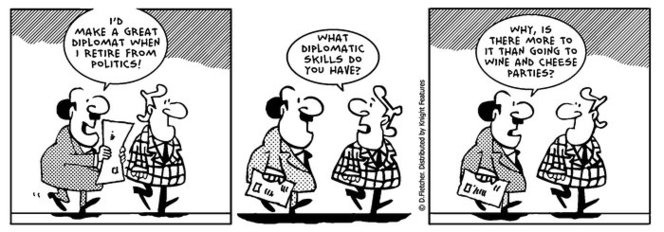 I'D
MAKE A GREAT
DIPLOMAT WHEN
I RETIRE FROM
POLITICS!
WHAT
DIPLOMATIC
SKILLS DO
YOU HAVE?
© D.Fletcher. Distributed by Knight Features
WHY, IS
THERE MORE TO
IT THAN GOING TO
WINE AND CHEESE
PARTIES?